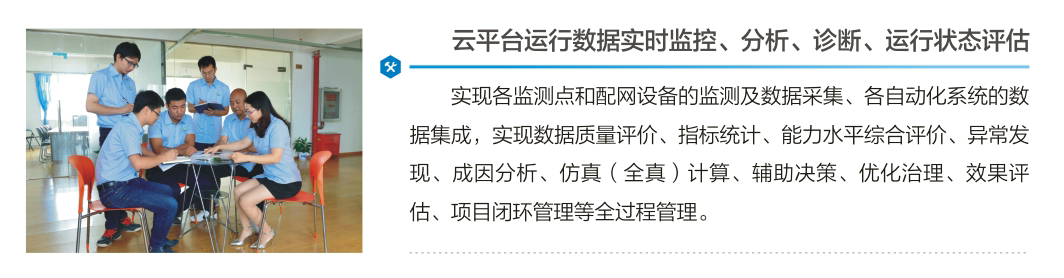 云平台运行数据实时监控、分析、诊断、运行状态评估
实现各监测点和配网设备的监测及数据采集、各自动化系统的数
据集成，实现数据质量评价、指标统计、能力水平综合评价、异常发
现、成因分析、仿真（全真）计算、辅助决策、优化治理、效果评
估、项目闭环管理等全过程管理。